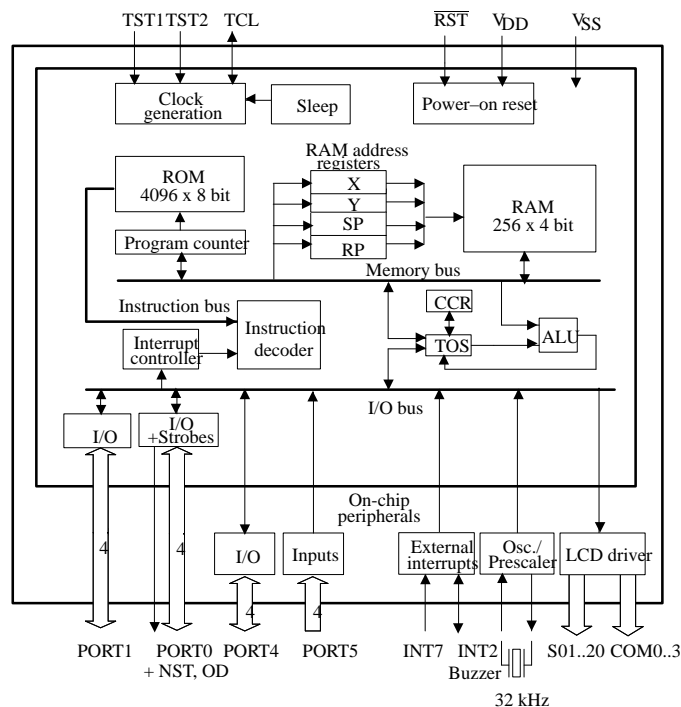 TST1 TST2 TCL RST VDD VSS
Clock
generation
Sleep
Power–on reset
RAM address
registers
ROM
4096 x 8 bit
X
Y
SP
RP
RAM
256 x 4 bit
Program counter
Memory bus
Instruction bus
Instruction
decoder
CCR
TOS
ALU
Interrupt
controller
I/O bus
I/O
I/O
+Strobes
On-chip
peripherals
4
4
I/O
Inputs
External
interrupts
Osc./
Prescaler
LCD driver
4
4
PORT1 PORT0 PORT4 PORT5 INT7 INT2 S01..20 COM0..3
+ NST, OD
Buzzer
32 kHz